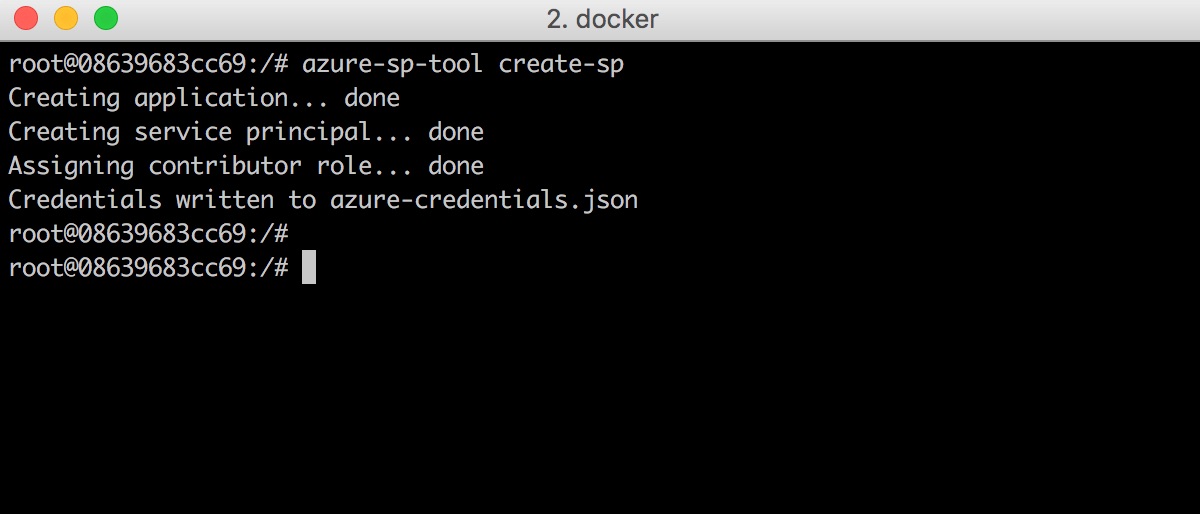 2. docker
root@08639683cc69:/# azure-sp-tool create-sp
Creating application... done
Creating service principal... done
Assigning contributor role... done
Credentials written to azure-credentials.json
root@08639683cc69:/#
root@08639683cc69:/#